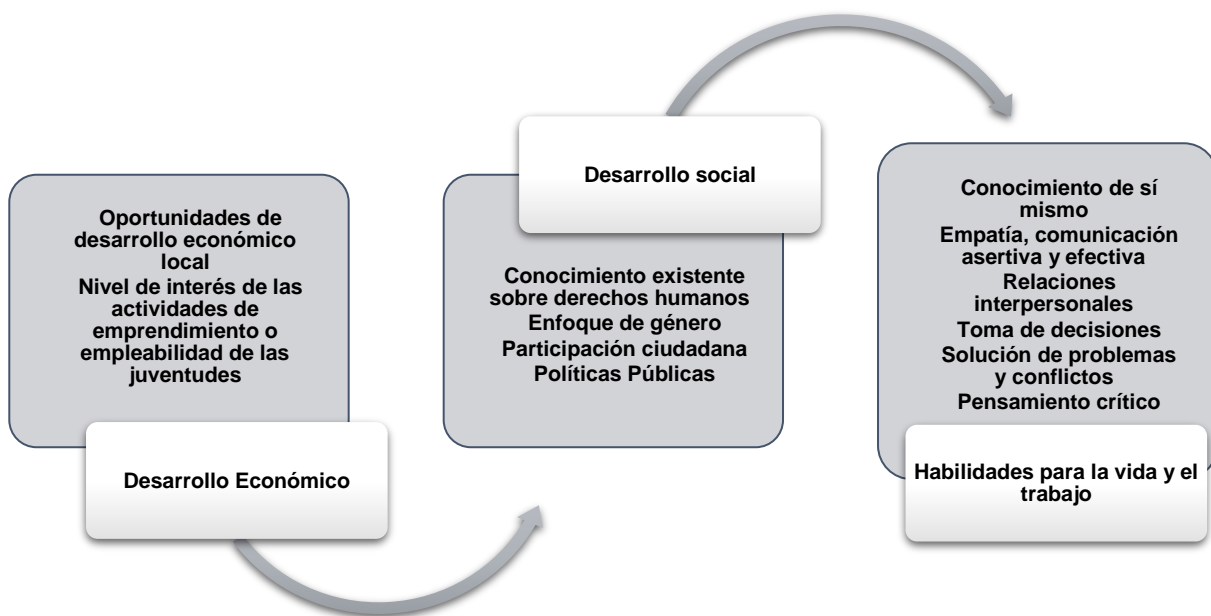 Oportunidades de
desarrollo económico
local
Nivel de interés de las
actividades de
emprendimiento o
empleabilidad de las
juventudes
Desarrollo Económico
Desarrollo social
Conocimiento existente
sobre derechos humanos
Enfoque de género
Participación ciudadana
Políticas Públicas
Conocimiento de sí
mismo
Empatía, comunicación
asertiva y efectiva
Relaciones
interpersonales
Toma de decisiones
Solución de problemas
y conflictos
Pensamiento crítico
Habilidades para la vida y el
trabajo